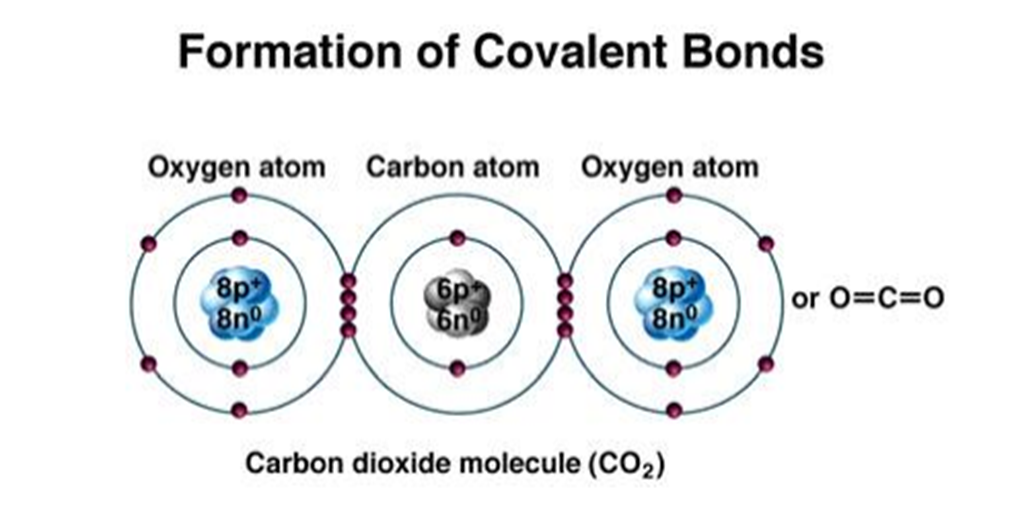 Formation of Covalent Bonds
Oxygen atom Carbon atom Oxygen atom
8p⁺ 6p⁺ 8p⁺
8n⁰ 6n⁰ 8n⁰
or O=C=O
Carbon dioxide molecule (CO₂)